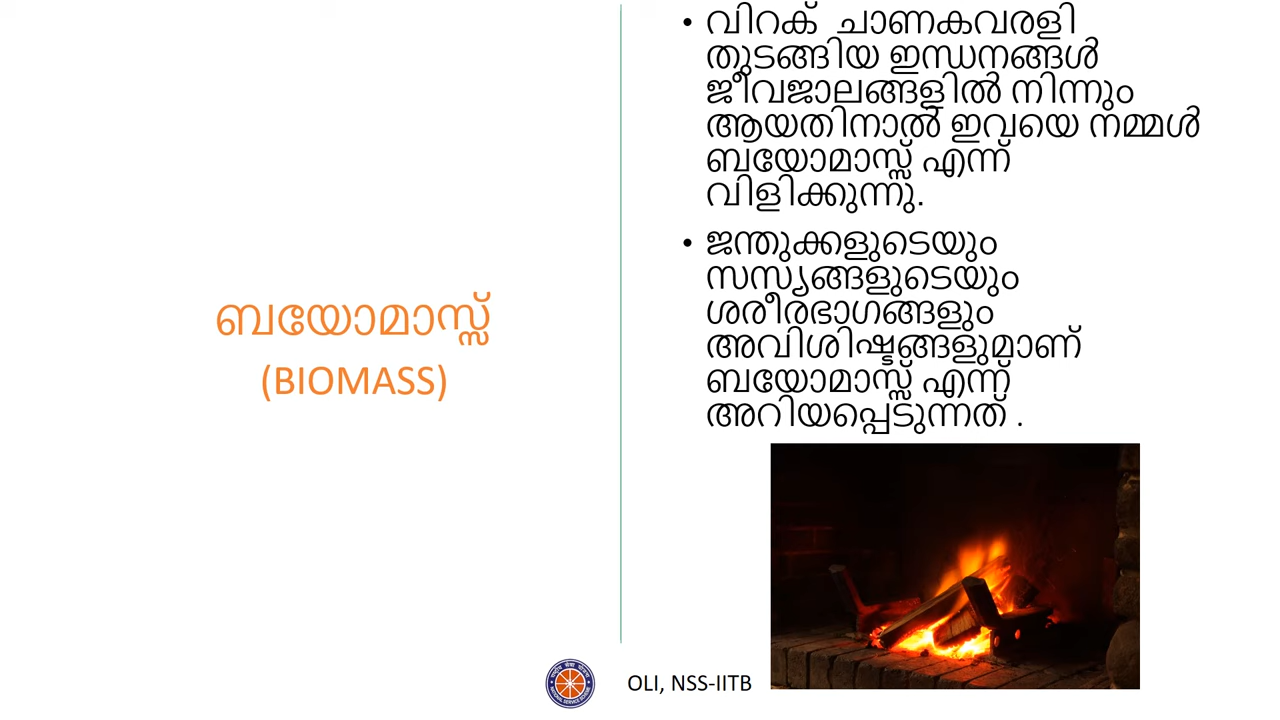 ബയോമാസ്സ്
(BIOMASS)
• വിറക് ചാണകവരളി
തുടങ്ങിയ ഇന്ധനങ്ങൾ
ജീവജാലങ്ങളിൽ നിന്നും
ആയതിനാൽ ഇവയെ നമ്മൾ
ബയോമാസ്സ് എന്ന്
വിളിക്കുന്നു.
• ജന്തുക്കളുടെയും
സസ്യങ്ങളുടെയും
ശരീരഭാഗങ്ങളും
അവിശിഷ്ടങ്ങളുമാണ്
ബയോമാസ്സ് എന്ന്
അറിയപ്പെടുന്നത് .
OLI, NSS-IITB